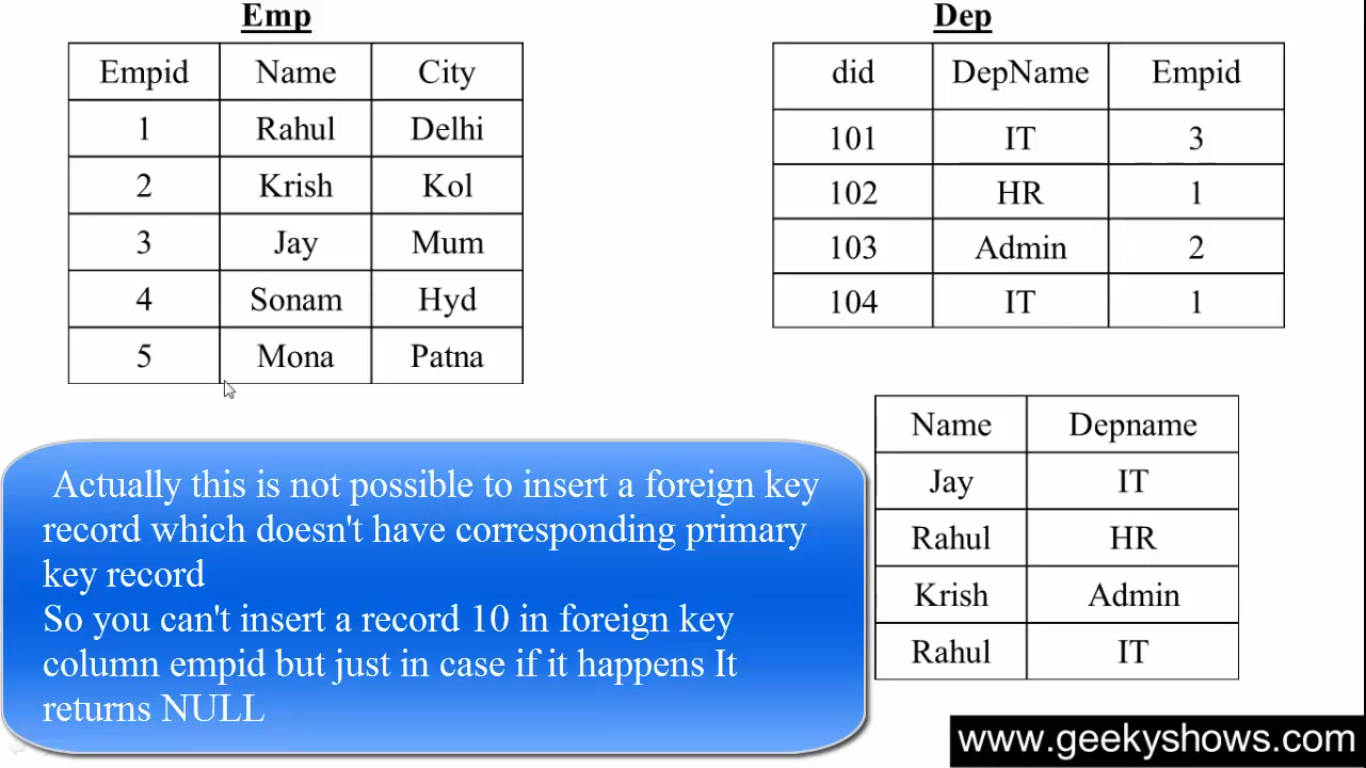 Emp
Empid Name City
1 Rahul Delhi
2 Krish Kol
3 Jay Mum
4 Sonam Hyd
5 Mona Patna
Dep
did DepName Empid
101 IT 3
102 HR 1
103 Admin 2
104 IT 1
Actually this is not possible to insert a foreign key
record which doesn't have corresponding primary
key record
So you can't insert a record 10 in foreign key
column empid but just in case if it happens It
returns NULL
Name Depname
Jay IT
Rahul HR
Krish Admin
Rahul IT
www.geekyshows.com